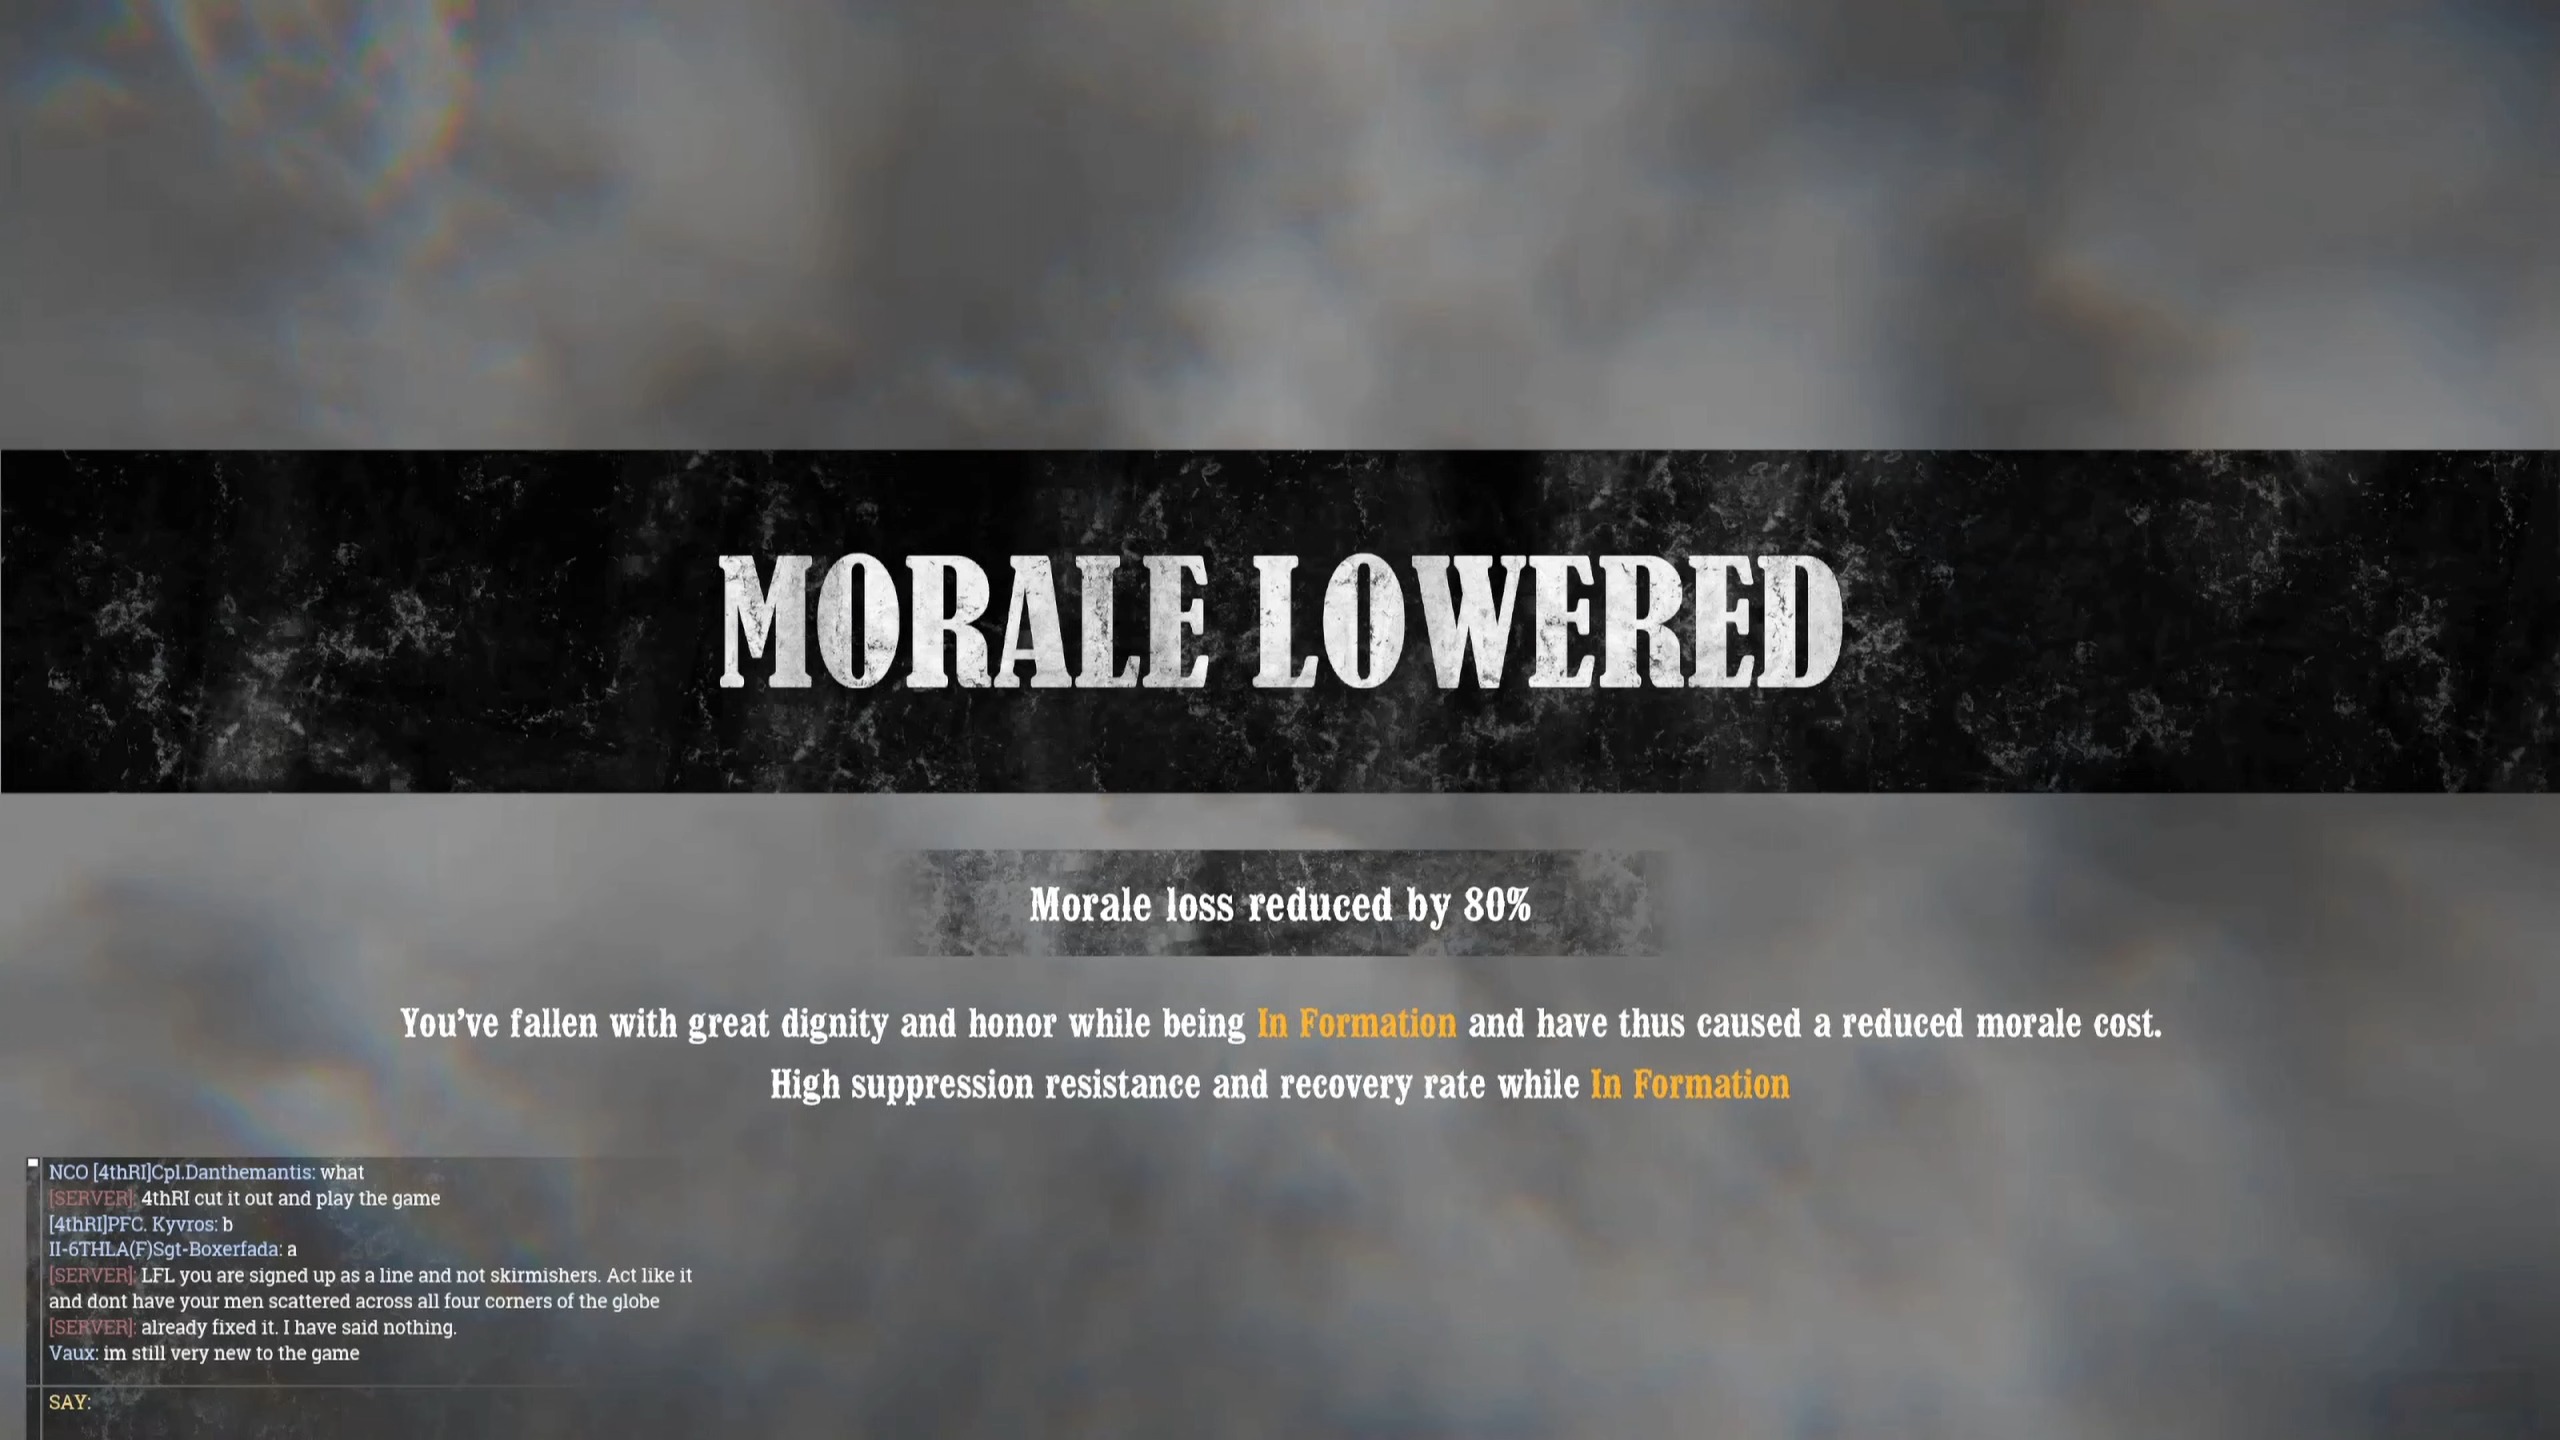 MORALE LOWERED
Morale loss reduced by 80%
You've fallen with great dignity and honor while being In Formation and have thus caused a reduced morale cost.
High suppression resistance and recovery rate while In Formation
NCO [4thRI]Cpl.Danthemantis: what
[SERVER]: 4thRI cut it out and play the game
[4thRI]PFC. Kyvros: b
II-6THLA(F)Sgt-Boxerfada: a
[SERVER]: LFL you are signed up as a line and not skirmishers. Act like it
and dont have your men scattered across all four corners of the globe
[SERVER]: already fixed it. I have said nothing.
Vaux: im still very new to the game
SAY: